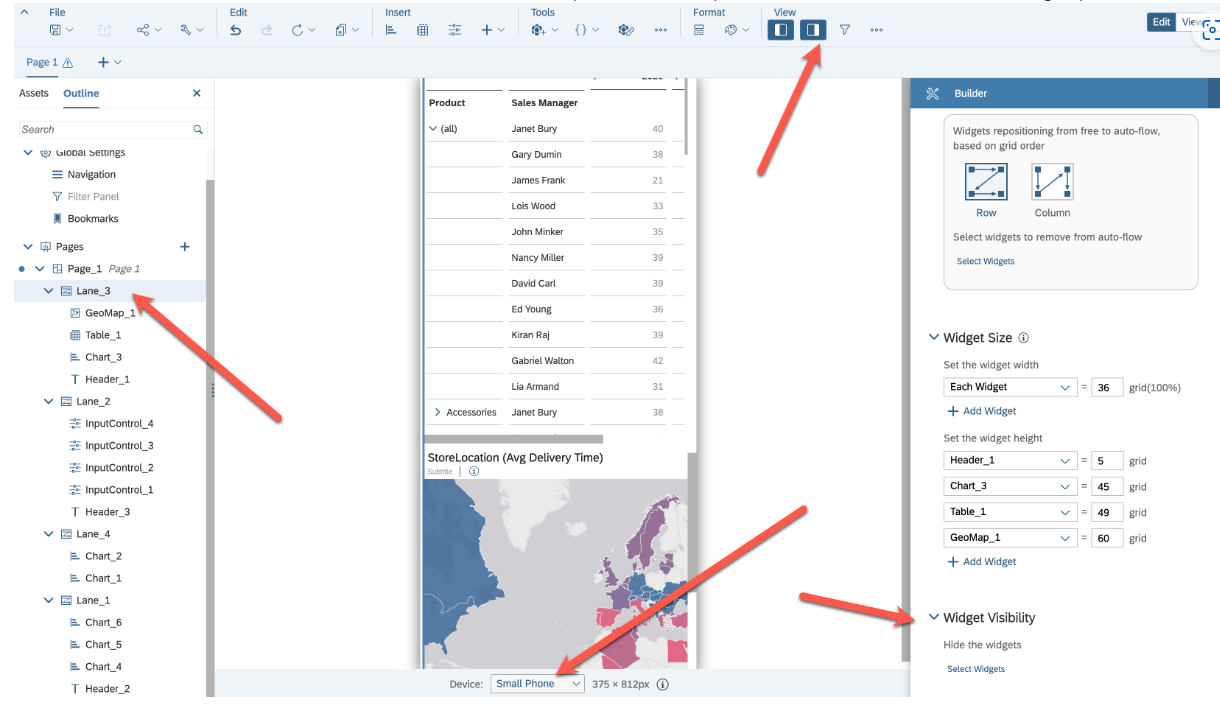 File
Edit
Insert
Tools
Format
View
Edit
View
Page 1
Assets
Outline
Search
Global Settings
Navigation
Filter Panel
Bookmarks
Pages
Page_1 Page 1
Lane_3
GeoMap_1
Table_1
Chart_3
T Header_1
Lane_2
InputControl_4
InputControl_3
InputControl_2
InputControl_1
T Header_3
Lane_4
Chart_2
Chart_1
Lane_1
Chart_6
Chart_5
Chart_4
T Header_2
Product Sales Manager
(all) Janet Bury 40
Gary Dumin 38
James Frank 21
Lois Wood 33
John Minker 35
Nancy Miller 39
David Carl 39
Ed Young 36
Kiran Raj 39
Gabriel Walton 42
Lia Armand 31
Accessories Janet Bury 38
StoreLocation (Avg Delivery Time)
Subtitle
Device: Small Phone 375 × 812px
Builder
Widgets repositioning from free to auto-flow,
based on grid order
Row Column
Select widgets to remove from auto-flow
Select Widgets
Widget Size
Set the widget width
Each Widget = 36 grid(100%)
+ Add Widget
Set the widget height
Header_1 = 5 grid
Chart_3 = 45 grid
Table_1 = 49 grid
GeoMap_1 = 60 grid
+ Add Widget
Widget Visibility
Hide the widgets
Select Widgets